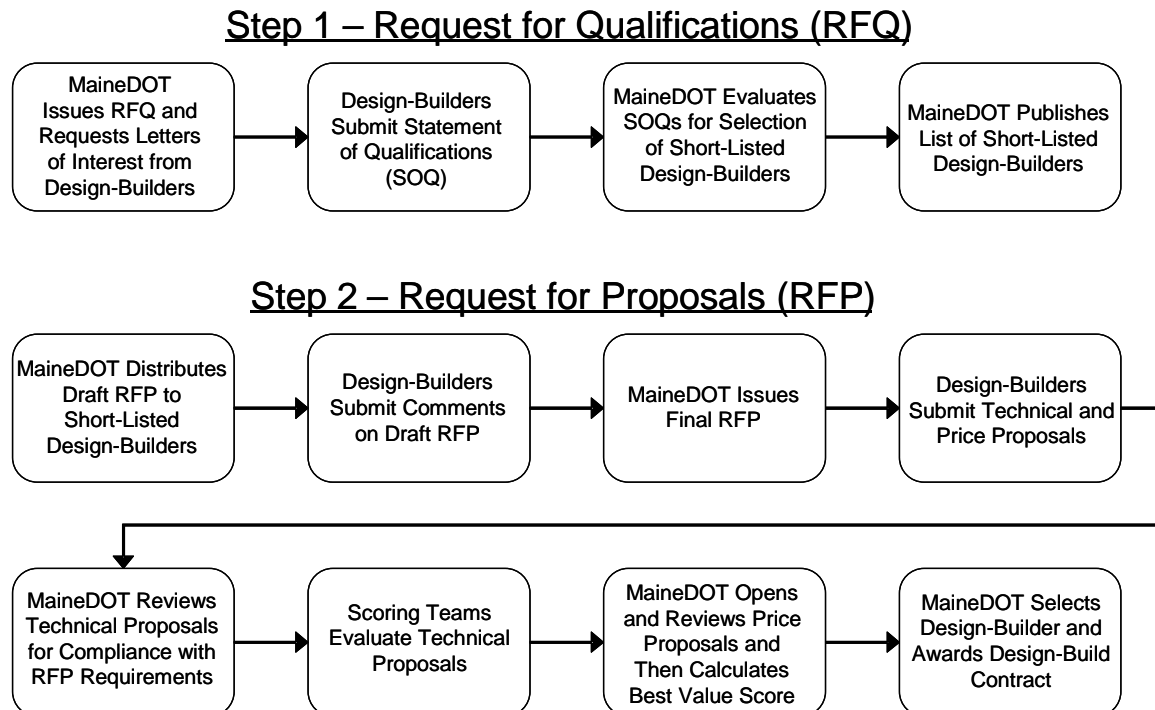 Step 1 – Request for Qualifications (RFQ)
MaineDOT
Issues RFQ and
Requests Letters
of Interest from
Design-Builders
Design-Builders
Submit Statement
of Qualifications
(SOQ)
MaineDOT Evaluates
SOQs for Selection
of Short-Listed
Design-Builders
MaineDOT Publishes
List of Short-Listed
Design-Builders
Step 2 – Request for Proposals (RFP)
MaineDOT Distributes
Draft RFP to
Short-Listed
Design-Builders
Design-Builders
Submit Comments
on Draft RFP
MaineDOT Issues
Final RFP
Design-Builders
Submit Technical and
Price Proposals
MaineDOT Reviews
Technical Proposals
for Compliance with
RFP Requirements
Scoring Teams
Evaluate Technical
Proposals
MaineDOT Opens
and Reviews Price
Proposals and
Then Calculates
Best Value Score
MaineDOT Selects
Design-Builder and
Awards Design-Build
Contract